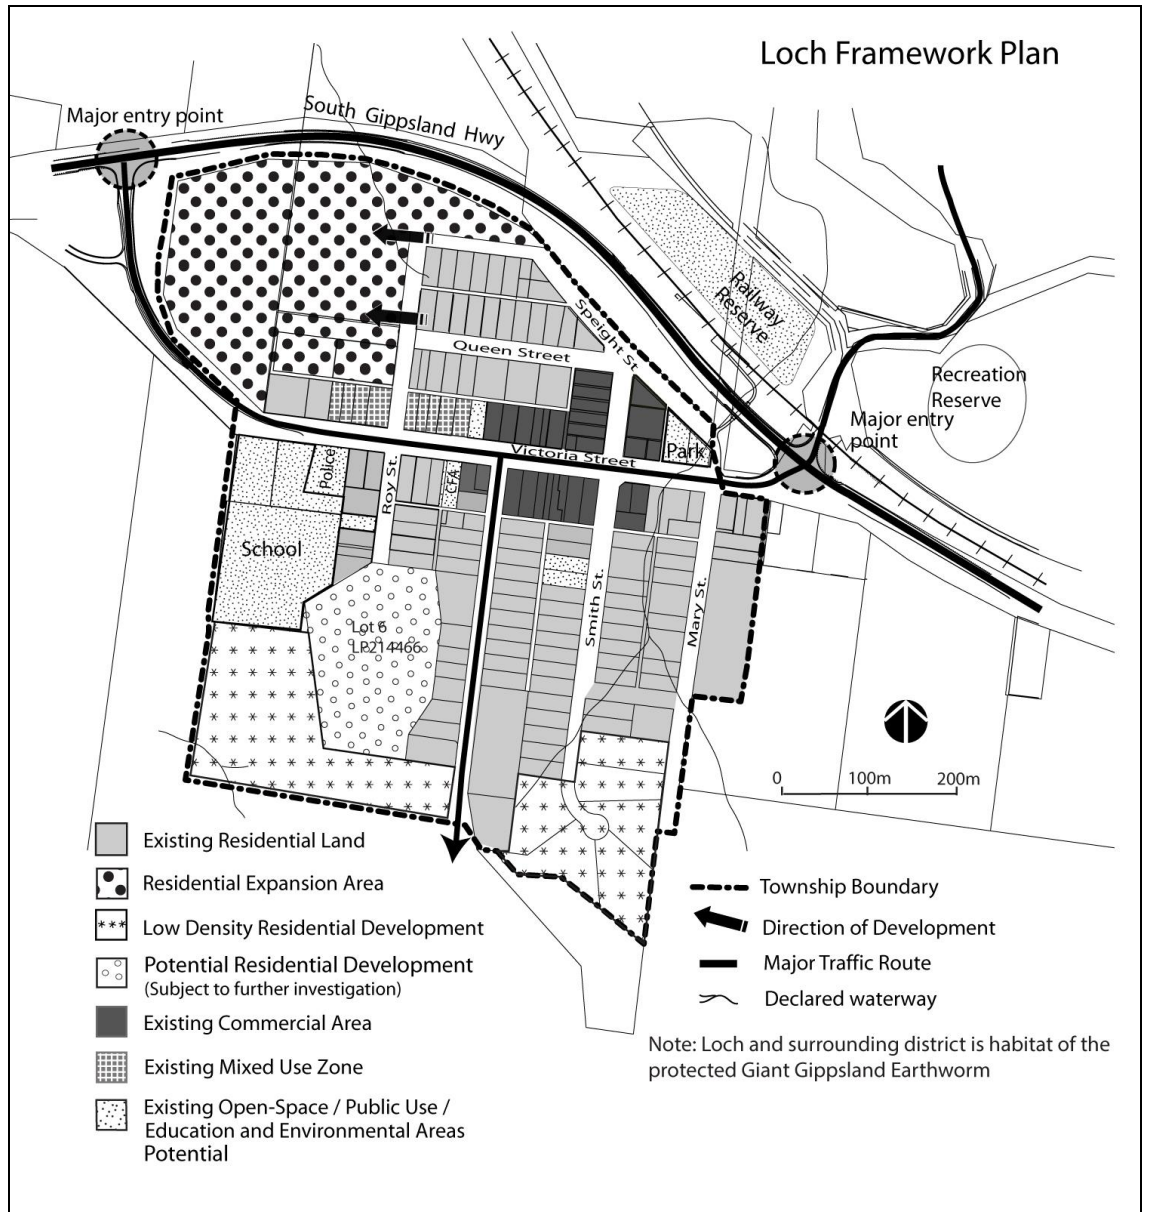 Loch Framework Plan
Major entry point
South Gippsland Hwy
Railway
Reserve
Speight St
Queen Street
Recreation
Reserve
Major entry
point
Victoria Street
Park
Police
Roy St.
CFA
School
Smith St.
Mary St.
Lot 6
LP214466
0 100m 200m
Existing Residential Land
Residential Expansion Area
Low Density Residential Development
Potential Residential Development
(Subject to further investigation)
Existing Commercial Area
Existing Mixed Use Zone
Existing Open-Space / Public Use /
Education and Environmental Areas
Potential
Township Boundary
Direction of Development
Major Traffic Route
Declared waterway
Note: Loch and surrounding district is habitat of the
protected Giant Gippsland Earthworm